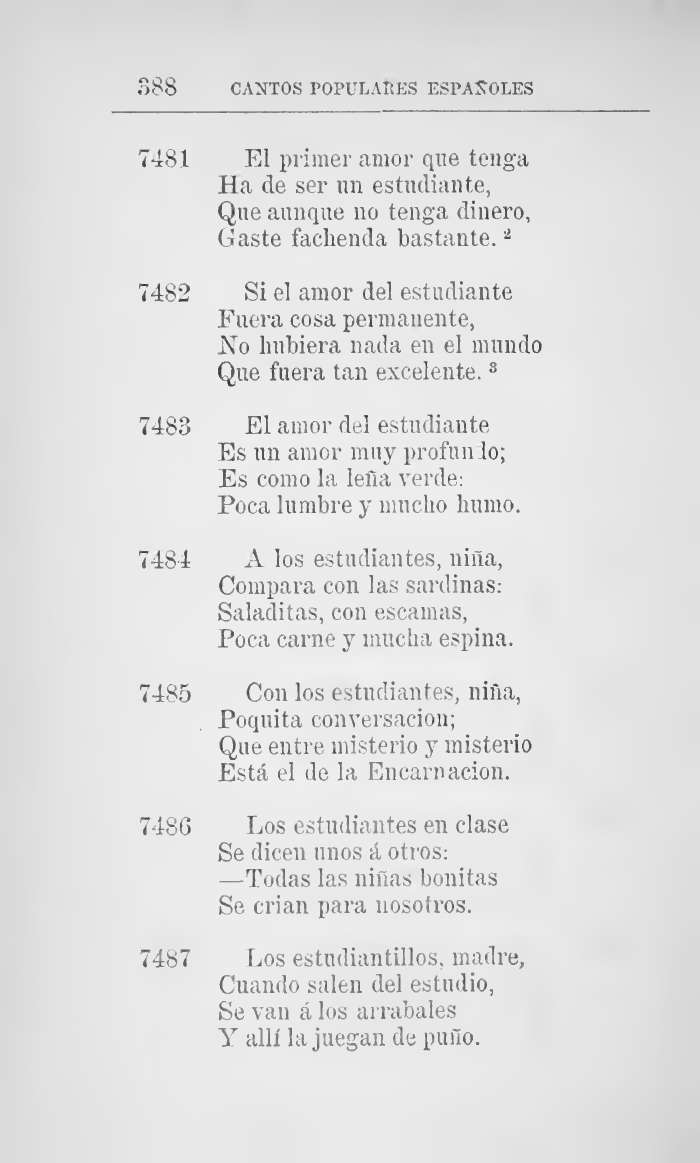 388 CANTOS POPULARES ESPAÑOLES
7481 El primer amor que tenga
Ha de ser un estudiante,
Que aunque no tenga dinero,
Gaste fachenda bastante. ²
7482 Si el amor del estudiante
Fuera cosa permanente,
No hubiera nada en el mundo
Que fuera tan excelente. ³
7483 El amor del estudiante
Es un amor muy profundo;
Es como la leña verde:
Poca lumbre y mucho humo.
7484 A los estudiantes, niña,
Compara con las sardinas:
Saladitas, con escamas,
Poca carne y mucha espina.
7485 Con los estudiantes, niña,
Poquita conversacion;
Que entre misterio y misterio
Está el de la Encarnacion.
7486 Los estudiantes en clase
Se dicen unos á otros:
—Todas las niñas bonitas
Se crian para nosotros.
7487 Los estudiantillos, madre,
Cuando salen del estudio,
Se van á los arrabales
Y allí la juegan de puño.